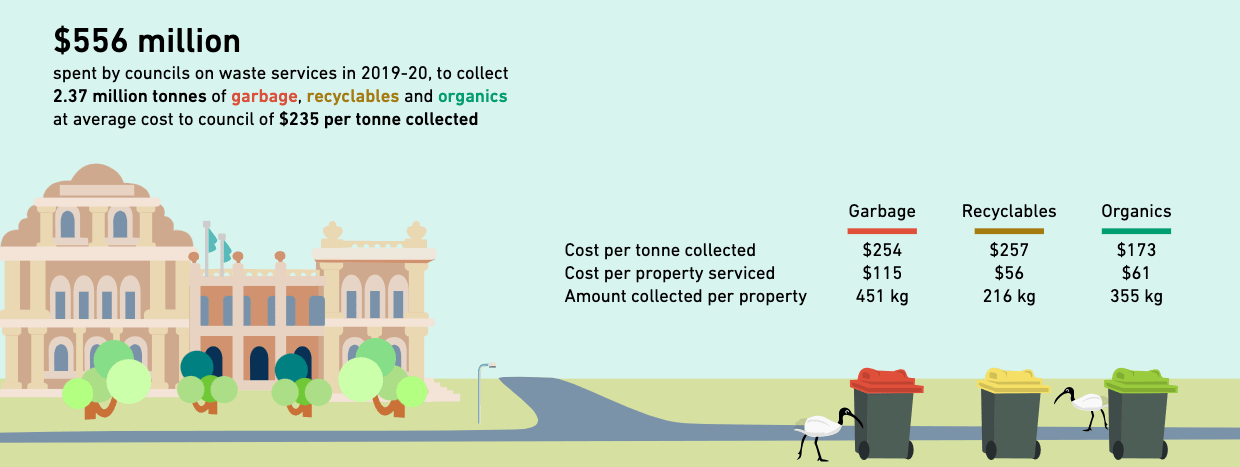 $556 million
spent by councils on waste services in 2019-20, to collect
2.37 million tonnes of garbage, recyclables and organics
at average cost to council of $235 per tonne collected
Garbage Recyclables Organics
Cost per tonne collected $254 $257 $173
Cost per property serviced $115 $56 $61
Amount collected per property 451 kg 216 kg 355 kg